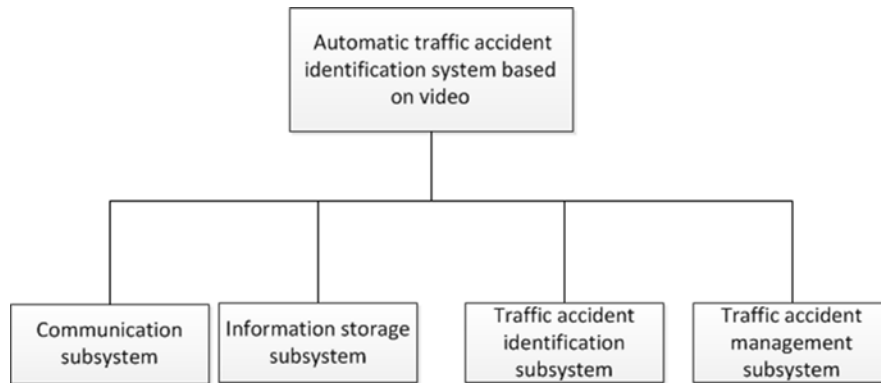 Automatic traffic accident
identification system based
on video
Communication
subsystem
Information storage
subsystem
Traffic accident
identification
subsystem
Traffic accident
management
subsystem